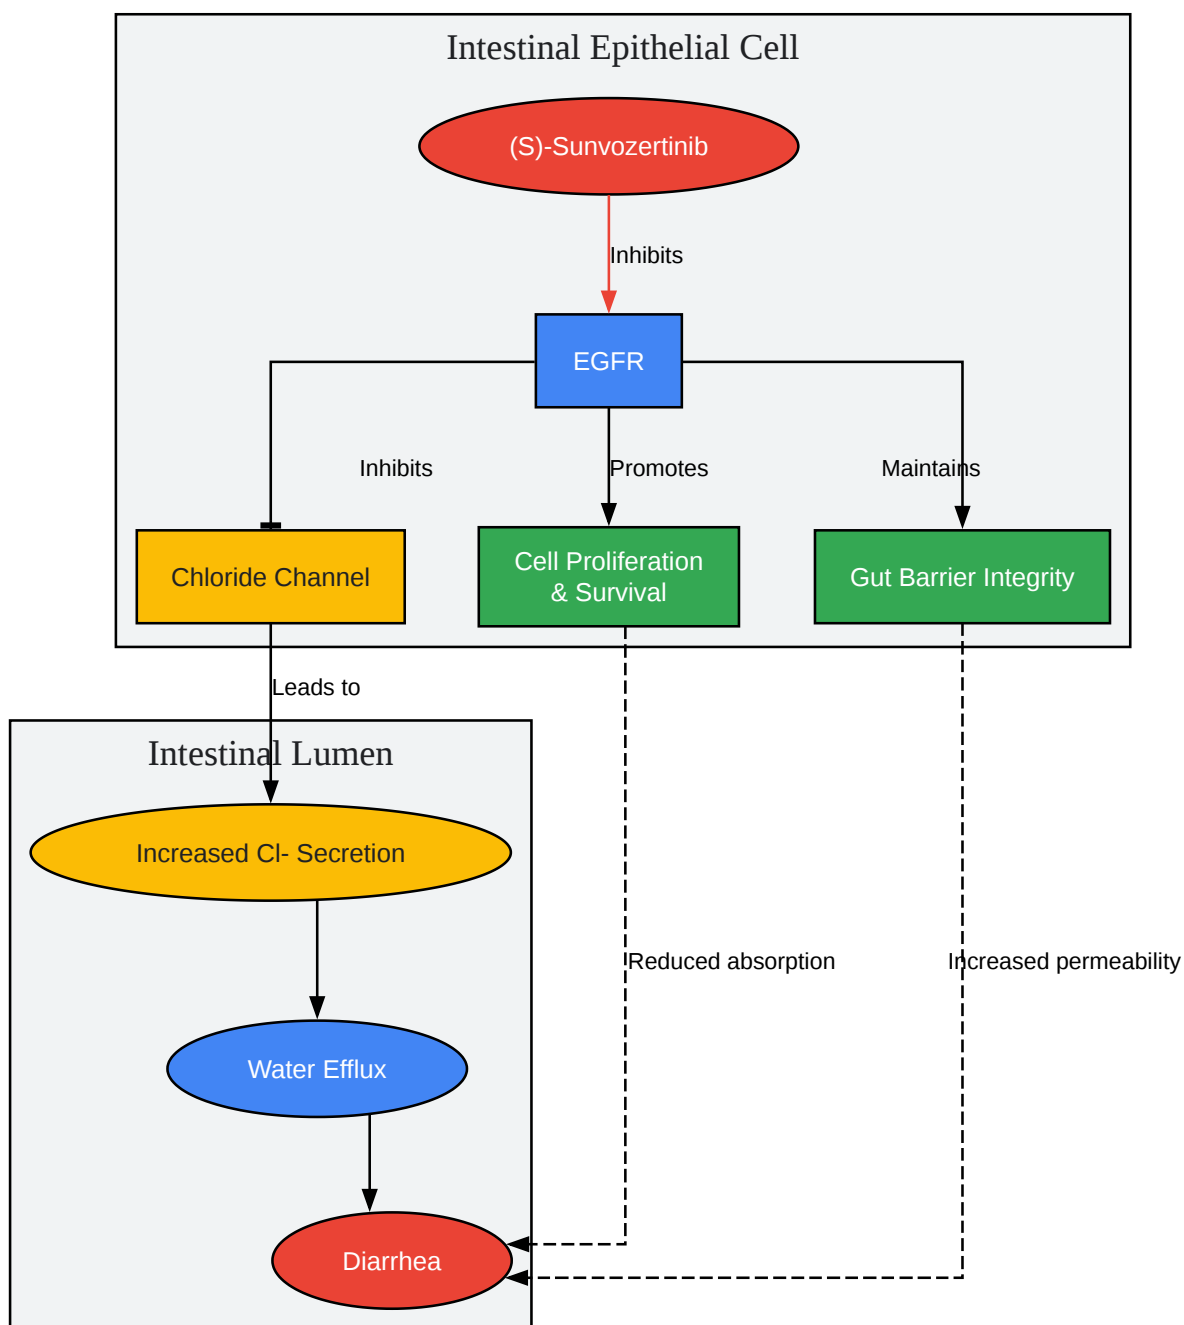 Intestinal Epithelial Cell
(S)-Sunvozertinib
Inhibits
EGFR
Inhibits
Promotes
Maintains
Chloride Channel
Cell Proliferation
& Survival
Gut Barrier Integrity
Leads to
Intestinal Lumen
Increased Cl- Secretion
Reduced absorption
Increased permeability
Water Efflux
Diarrhea